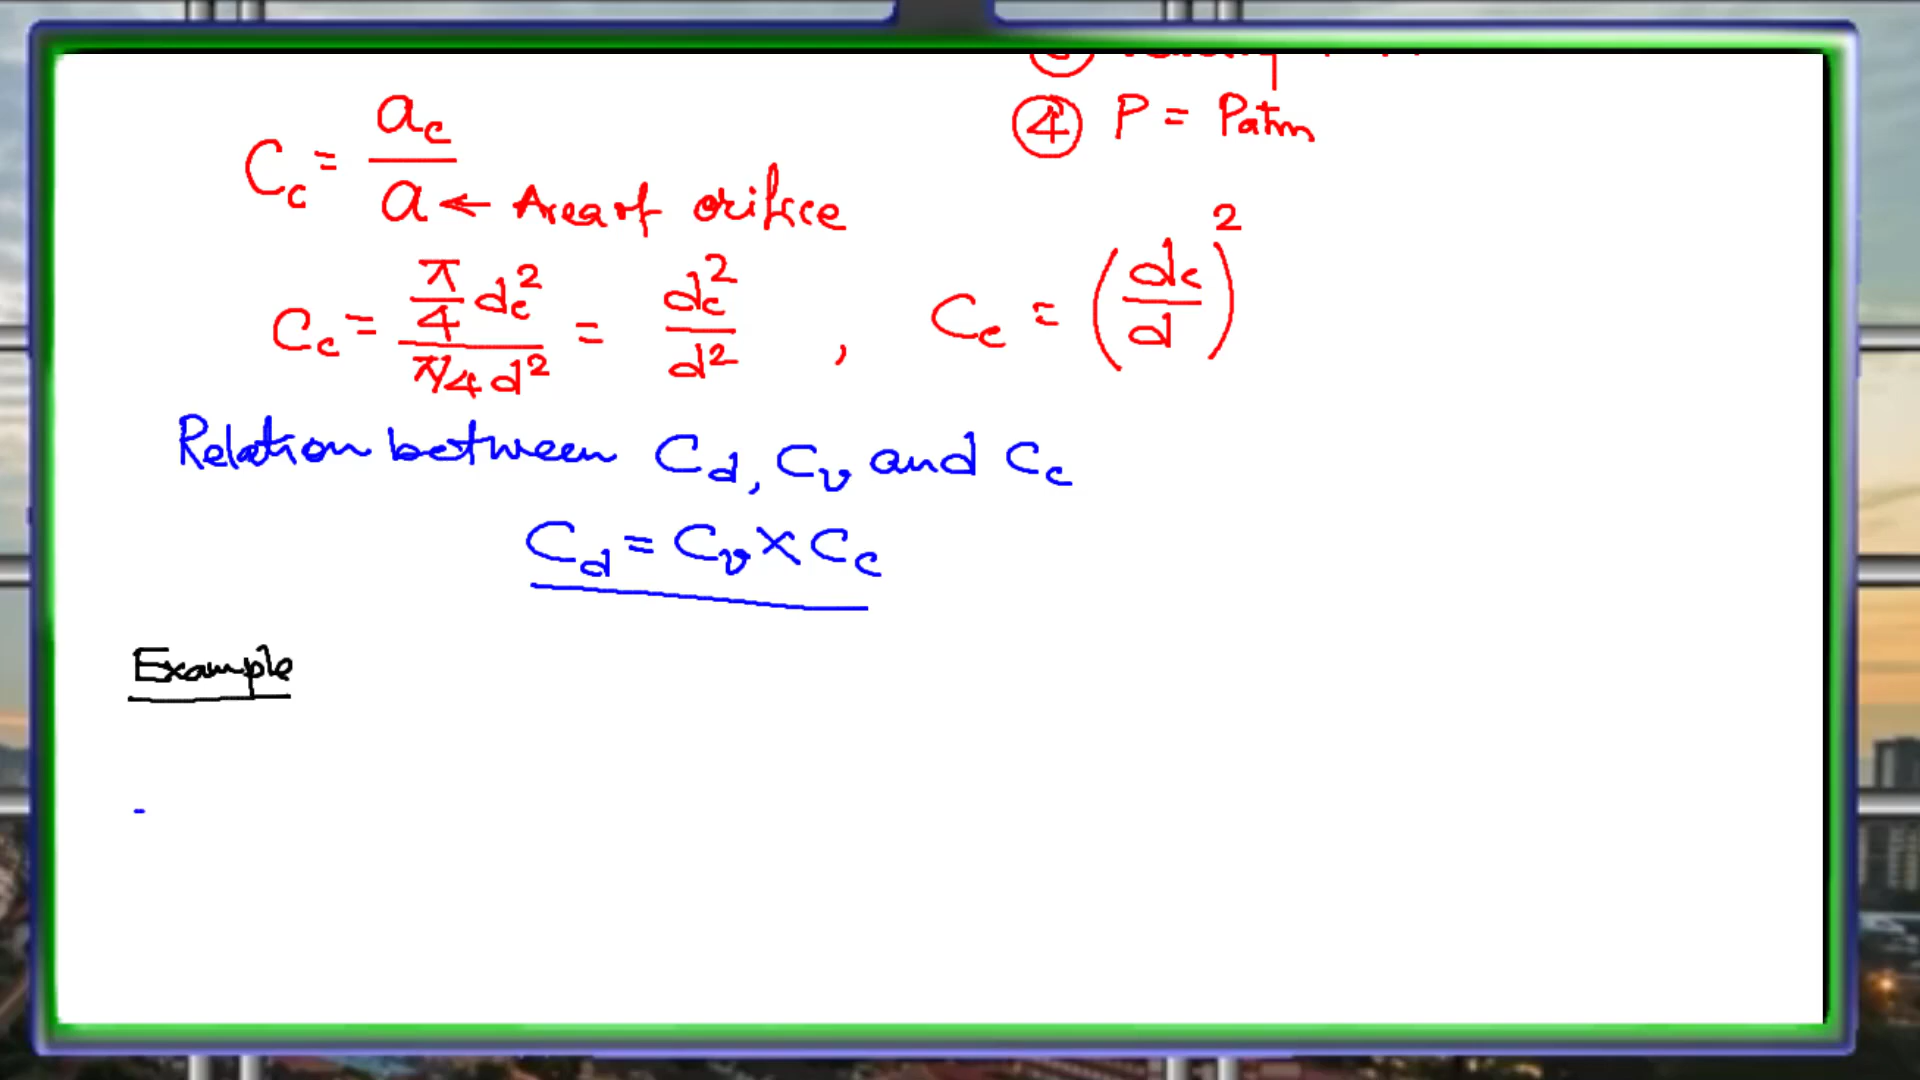 ④ P = Patm
Cc = ac / a ← Area of orifice
Cc = π/4 dc² / π/4 d² = dc² / d² , Cc = (dc / d)²
Relation between Cd, Cv and Cc
Cd = Cv × Cc
Example